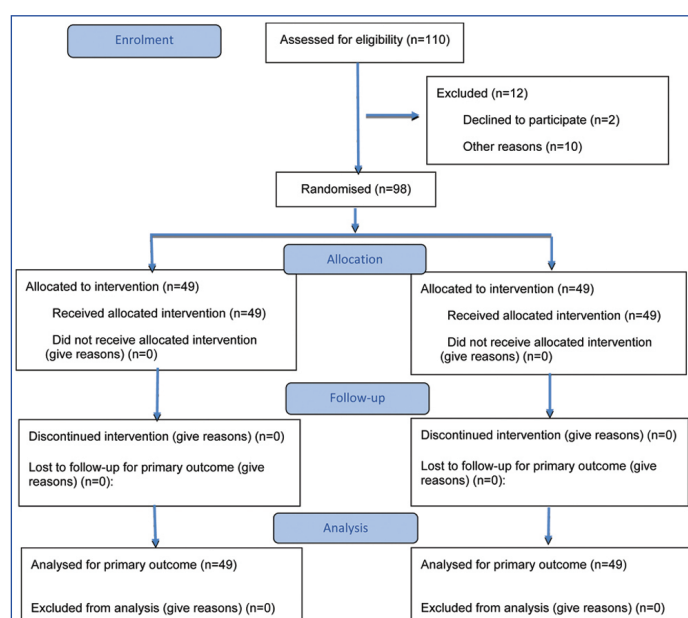 Enrolment
Assessed for eligibility (n=110)
Excluded (n=12)
Declined to participate (n=2)
Other reasons (n=10)
Randomised (n=98)
Allocation
Allocated to intervention (n=49)
Received allocated intervention (n=49)
Did not receive allocated intervention
(give reasons) (n=0)
Allocated to intervention (n=49)
Received allocated intervention (n=49)
Did not receive allocated intervention
(give reasons) (n=0)
Follow-up
Discontinued intervention (give reasons) (n=0)
Lost to follow-up for primary outcome (give
reasons) (n=0):
Discontinued intervention (give reasons) (n=0)
Lost to follow-up for primary outcome (give
reasons) (n=0):
Analysis
Analysed for primary outcome (n=49)
Excluded from analysis (give reasons) (n=0)
Analysed for primary outcome (n=49)
Excluded from analysis (give reasons) (n=0)